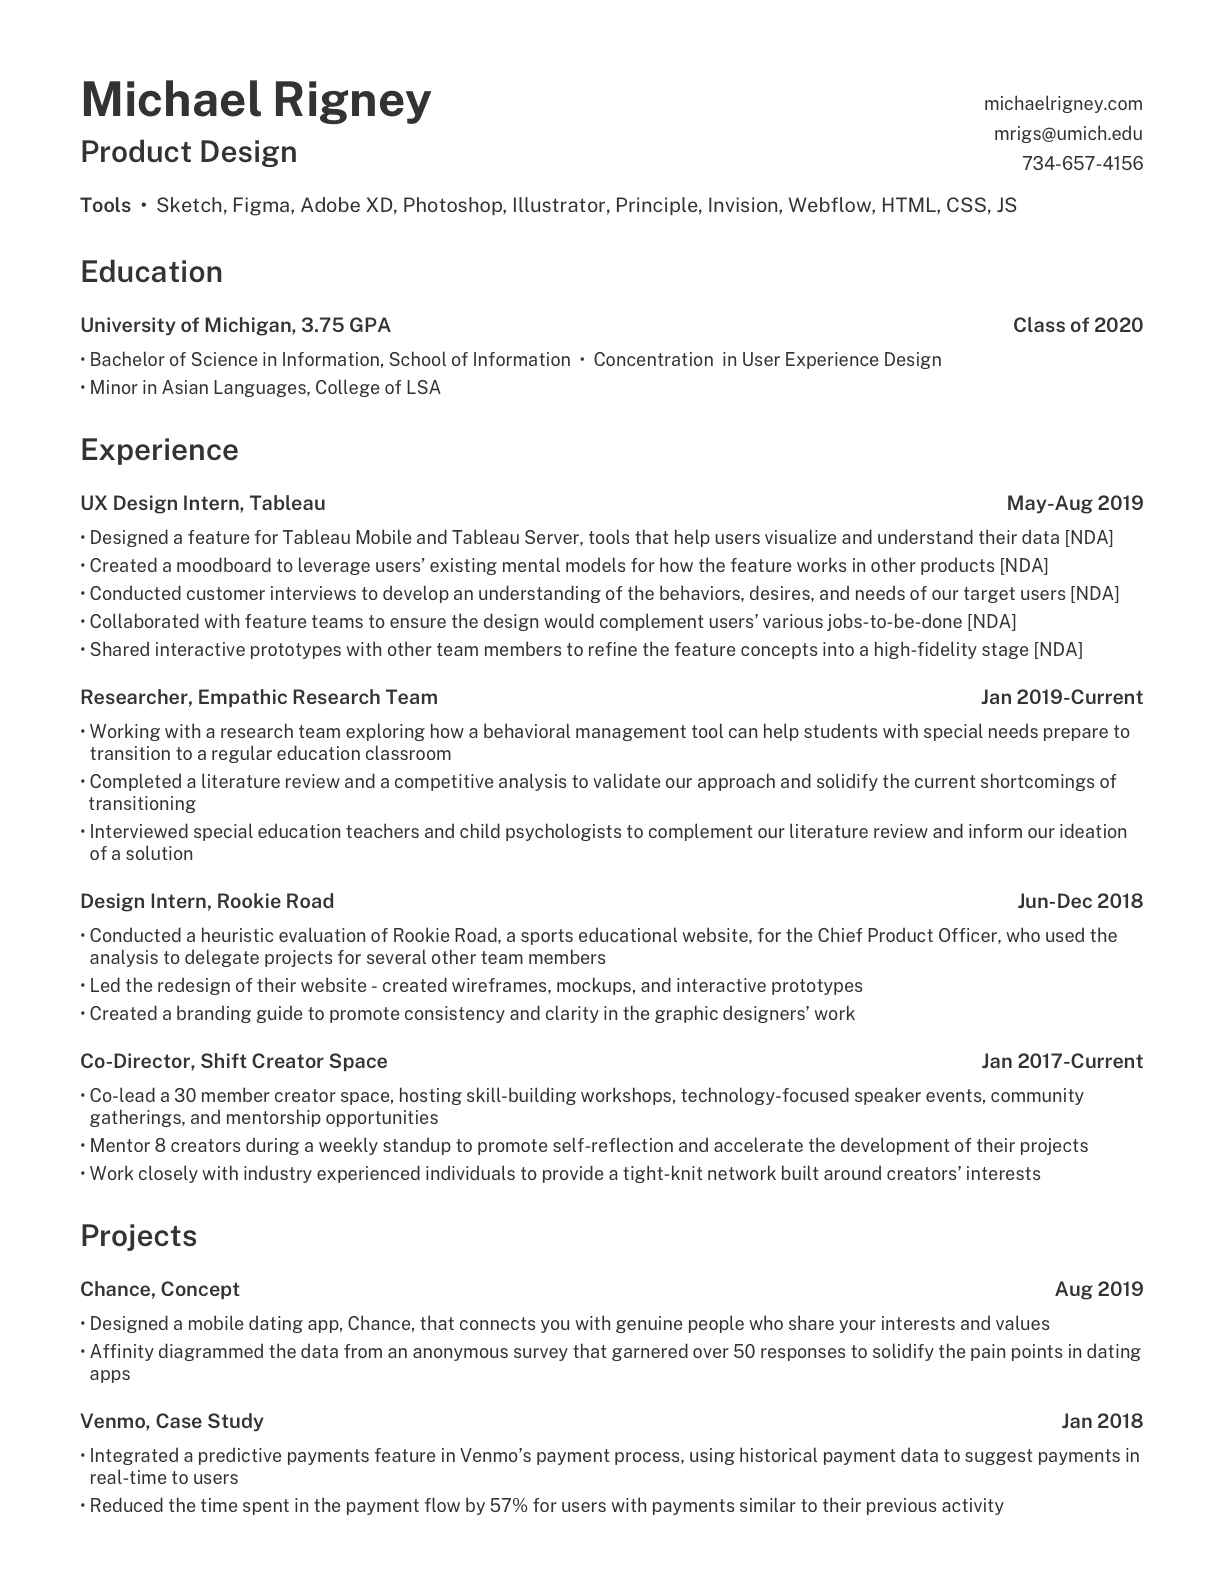 Michael Rigney
Product Design
michaelrigney.com
mrigs@umich.edu
734-657-4156
Tools • Sketch, Figma, Adobe XD, Photoshop, Illustrator, Principle, Invision, Webflow, HTML, CSS, JS
Education
University of Michigan, 3.75 GPA Class of 2020
• Bachelor of Science in Information, School of Information • Concentration in User Experience Design
• Minor in Asian Languages, College of LSA
Experience
UX Design Intern, Tableau May-Aug 2019
• Designed a feature for Tableau Mobile and Tableau Server, tools that help users visualize and understand their data [NDA]
• Created a moodboard to leverage users’ existing mental models for how the feature works in other products [NDA]
• Conducted customer interviews to develop an understanding of the behaviors, desires, and needs of our target users [NDA]
• Collaborated with feature teams to ensure the design would complement users’ various jobs-to-be-done [NDA]
• Shared interactive prototypes with other team members to refine the feature concepts into a high-fidelity stage [NDA]
Researcher, Empathic Research Team Jan 2019-Current
• Working with a research team exploring how a behavioral management tool can help students with special needs prepare to
transition to a regular education classroom
• Completed a literature review and a competitive analysis to validate our approach and solidify the current shortcomings of
transitioning
• Interviewed special education teachers and child psychologists to complement our literature review and inform our ideation
of a solution
Design Intern, Rookie Road Jun-Dec 2018
• Conducted a heuristic evaluation of Rookie Road, a sports educational website, for the Chief Product Officer, who used the
analysis to delegate projects for several other team members
• Led the redesign of their website - created wireframes, mockups, and interactive prototypes
• Created a branding guide to promote consistency and clarity in the graphic designers’ work
Co-Director, Shift Creator Space Jan 2017-Current
• Co-lead a 30 member creator space, hosting skill-building workshops, technology-focused speaker events, community
gatherings, and mentorship opportunities
• Mentor 8 creators during a weekly standup to promote self-reflection and accelerate the development of their projects
• Work closely with industry experienced individuals to provide a tight-knit network built around creators’ interests
Projects
Chance, Concept Aug 2019
• Designed a mobile dating app, Chance, that connects you with genuine people who share your interests and values
• Affinity diagrammed the data from an anonymous survey that garnered over 50 responses to solidify the pain points in dating
apps
Venmo, Case Study Jan 2018
• Integrated a predictive payments feature in Venmo’s payment process, using historical payment data to suggest payments in
real-time to users
• Reduced the time spent in the payment flow by 57% for users with payments similar to their previous activity